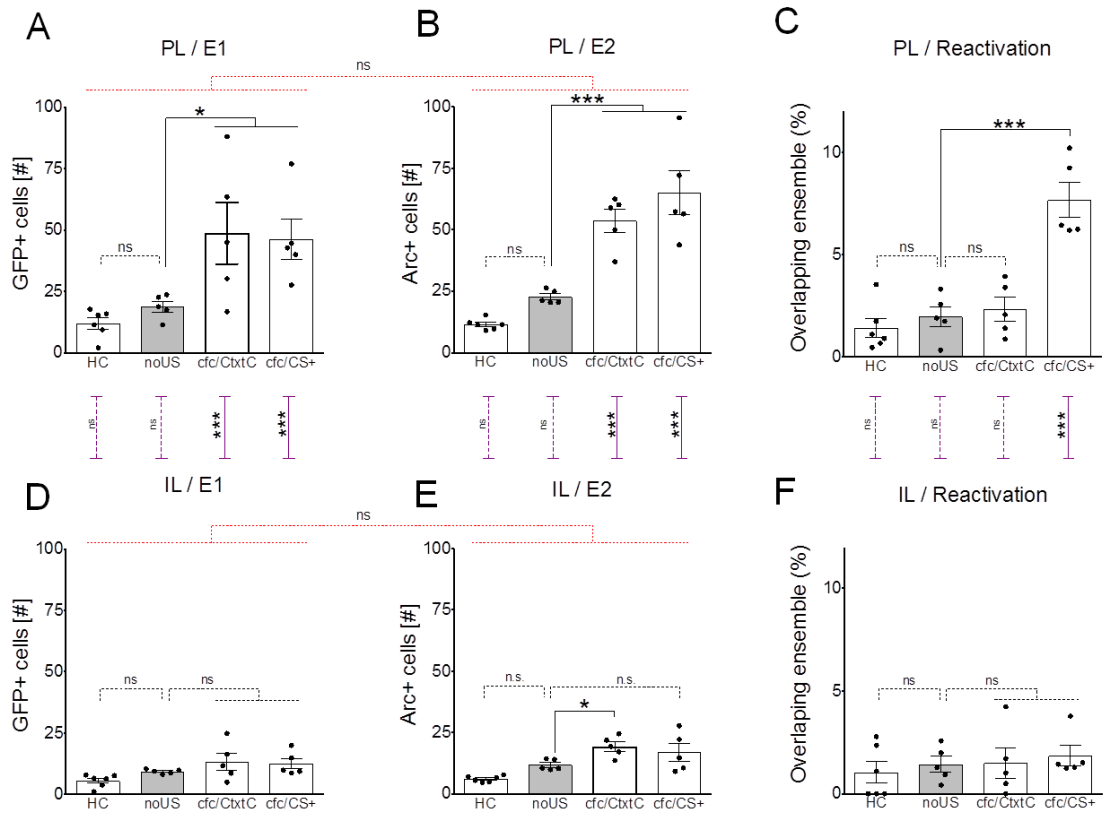 A
PL / E1
B
PL / E2
C
PL / Reactivation
ns
GFP+ cells [#]
100
75
50
25
0
ns
*
HC
noUS
cfc/CtxtC
cfc/CS+
Arc+ cells [#]
100
75
50
25
0
ns
***
HC
noUS
cfc/CtxtC
cfc/CS+
Overlapping ensemble (%)
10
5
0
ns
ns
***
HC
noUS
cfc/CtxtC
cfc/CS+
ns
ns
***
***
ns
ns
***
***
ns
ns
ns
***
D
IL / E1
E
IL / E2
F
IL / Reactivation
ns
GFP+ cells [#]
100
75
50
25
0
ns
ns
HC
noUS
cfc/CtxtC
cfc/CS+
Arc+ cells [#]
100
75
50
25
0
n.s.
n.s.
*
HC
noUS
cfc/CtxtC
cfc/CS+
Overlaping ensemble (%)
10
5
0
ns
ns
HC
noUS
cfc/CtxtC
cfc/CS+